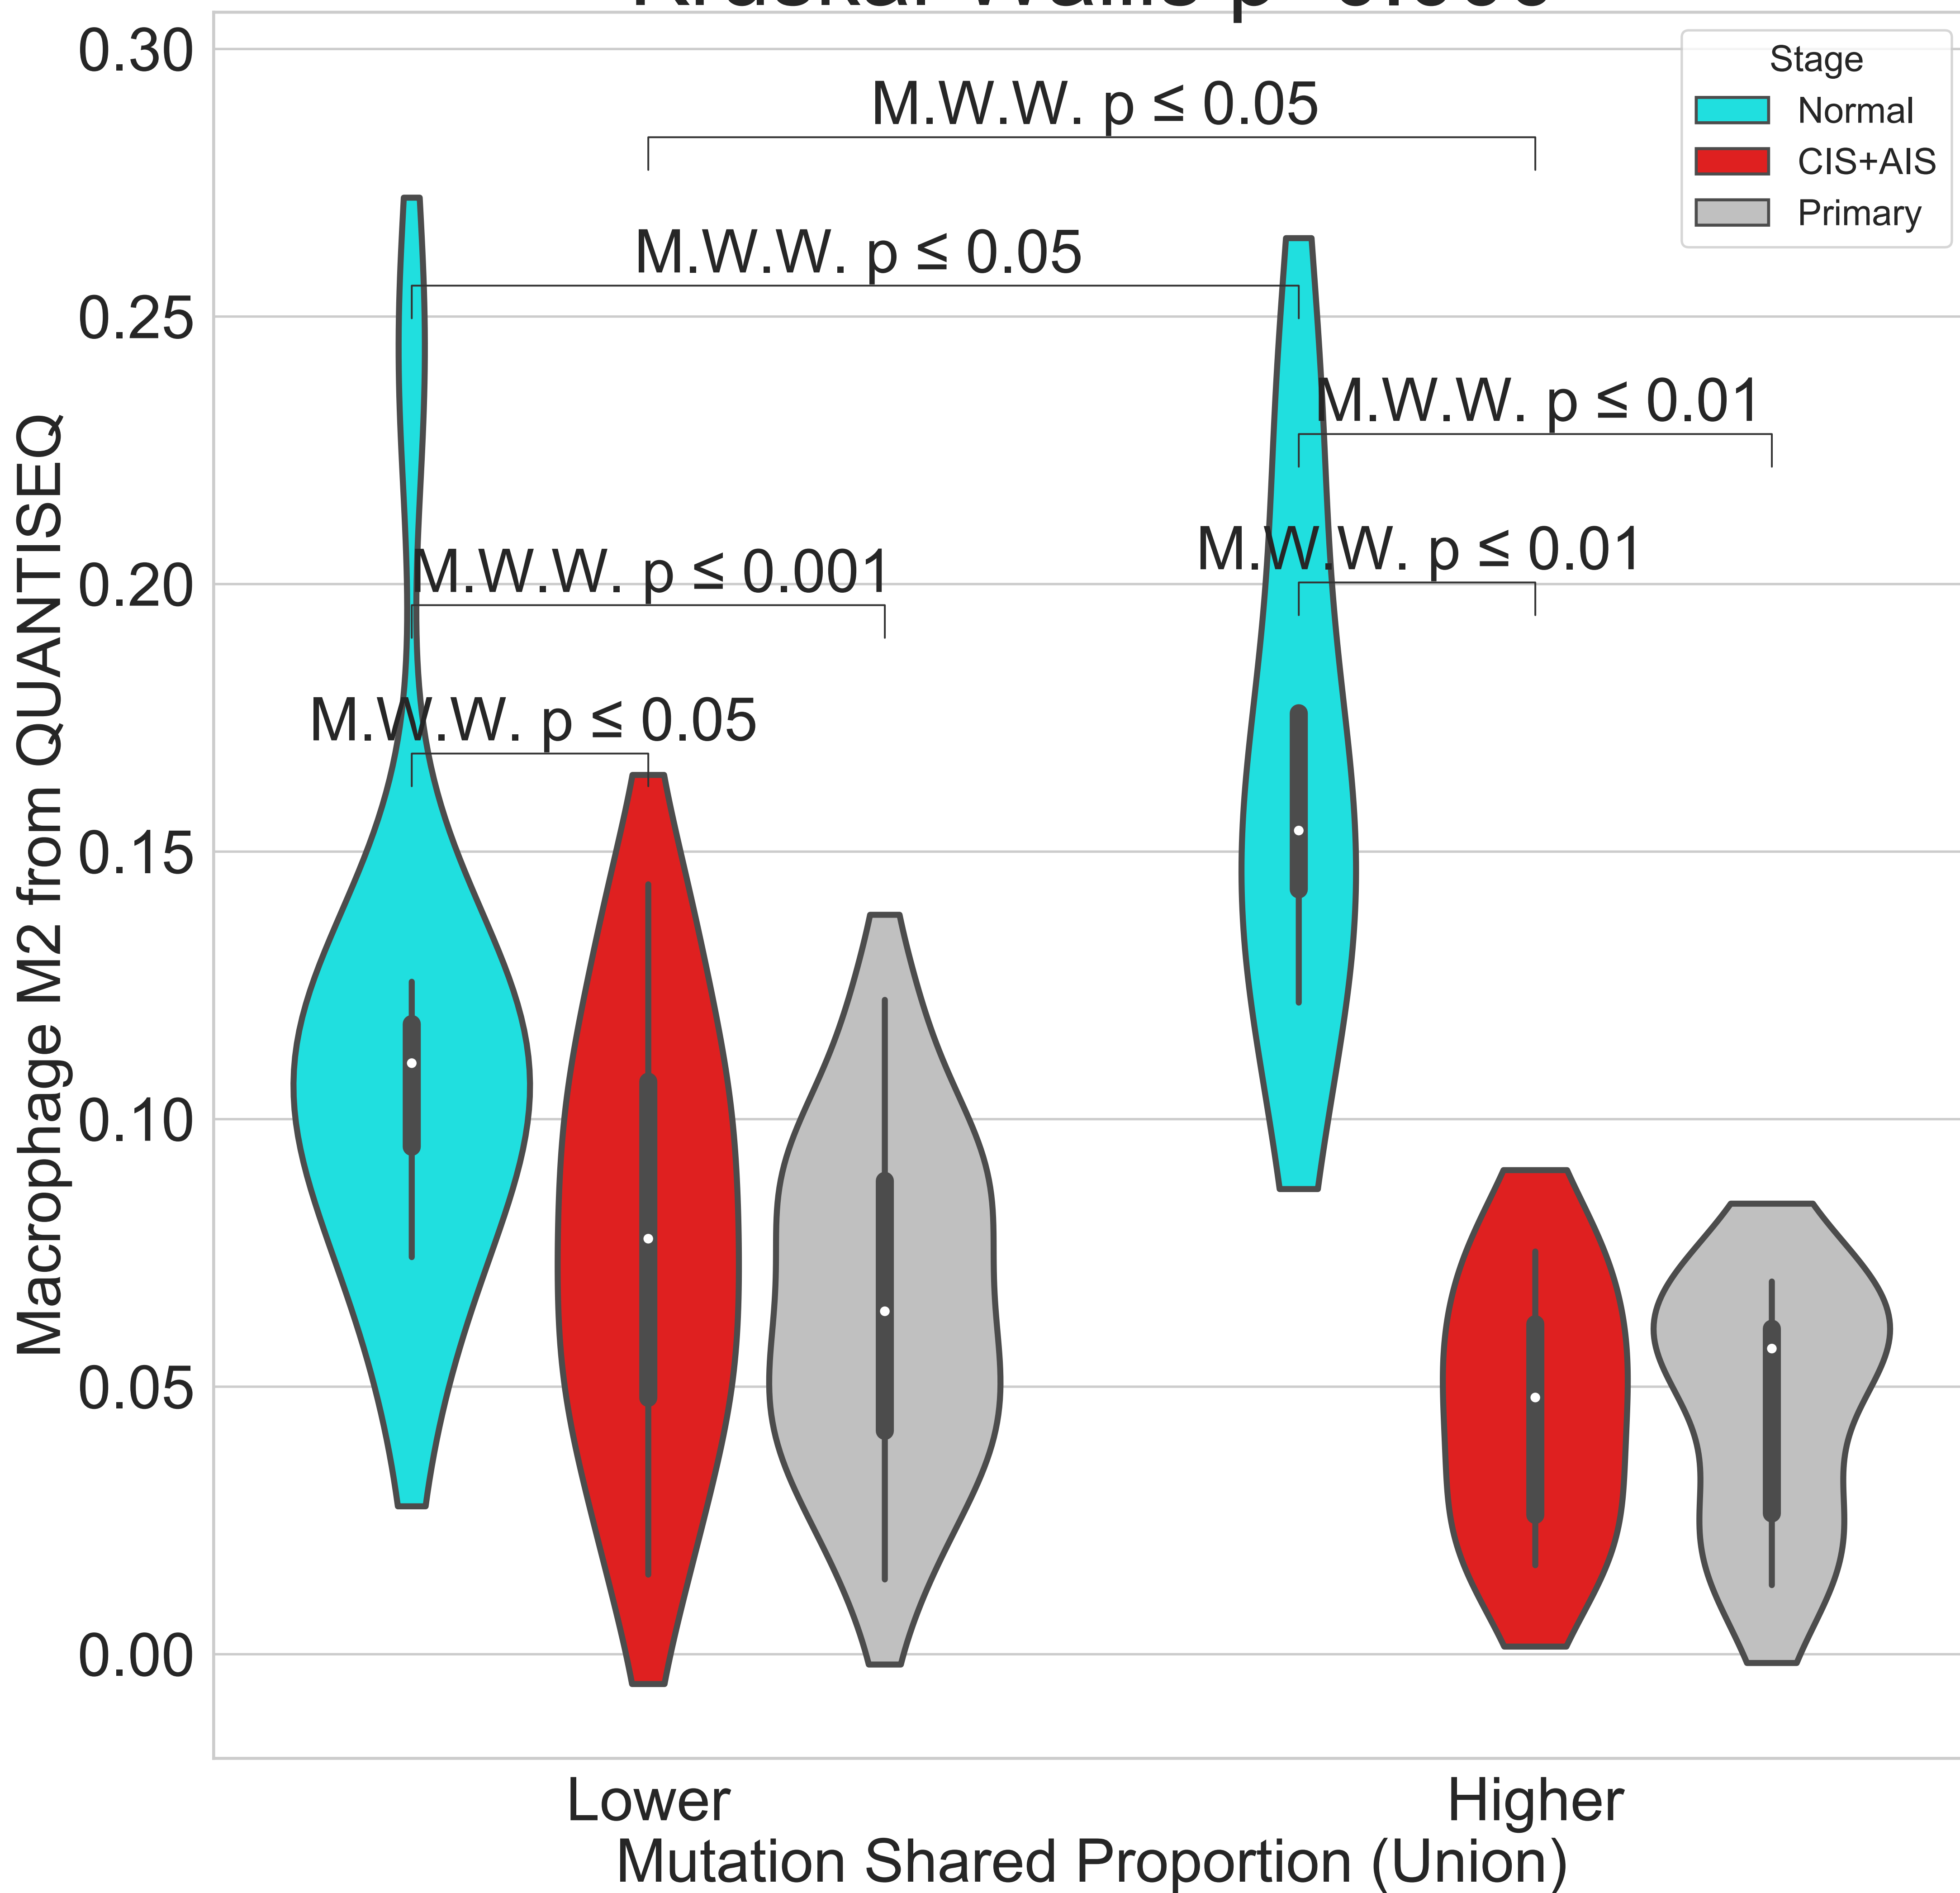 0.30
0.25
0.20
0.15
0.10
0.05
0.00
Macrophage M2 from QUANTISEQ
Stage
Normal
CIS+AIS
Primary
M.W.W. p ≤ 0.05
M.W.W. p ≤ 0.05
M.W.W. p ≤ 0.01
M.W.W. p ≤ 0.01
M.W.W. p ≤ 0.001
M.W.W. p ≤ 0.05
Lower
Higher
Mutation Shared Proportion (Union)